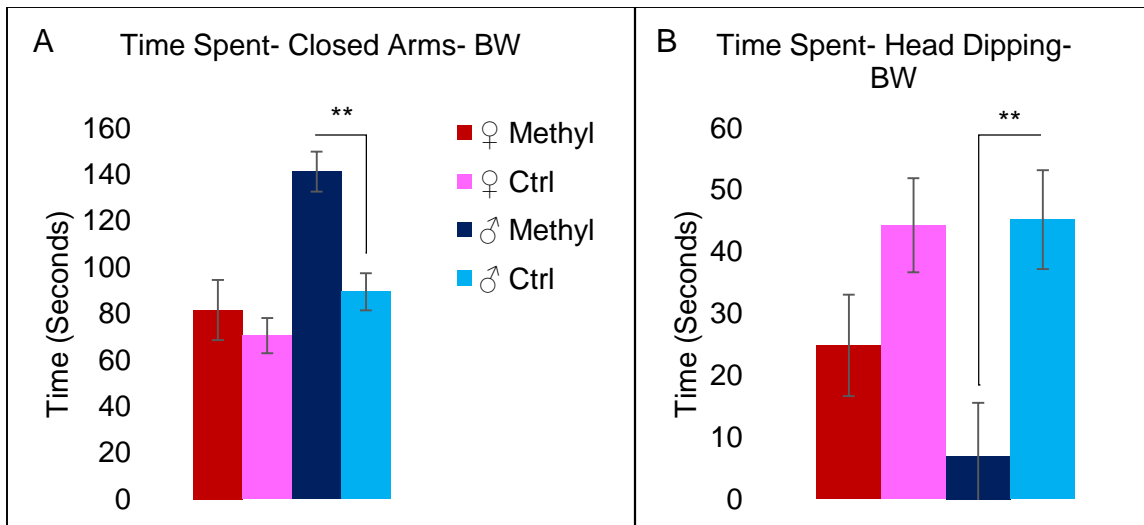 A
Time Spent- Closed Arms- BW
**
160
140
120
100
80
60
40
20
0
Time (Seconds)
♀ Methyl
♀ Ctrl
♂ Methyl
♂ Ctrl
B
Time Spent- Head Dipping-
BW
**
60
50
40
30
20
10
0
Time (Seconds)